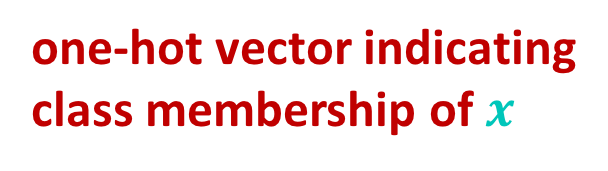 one-hot vector indicating
class membership of x